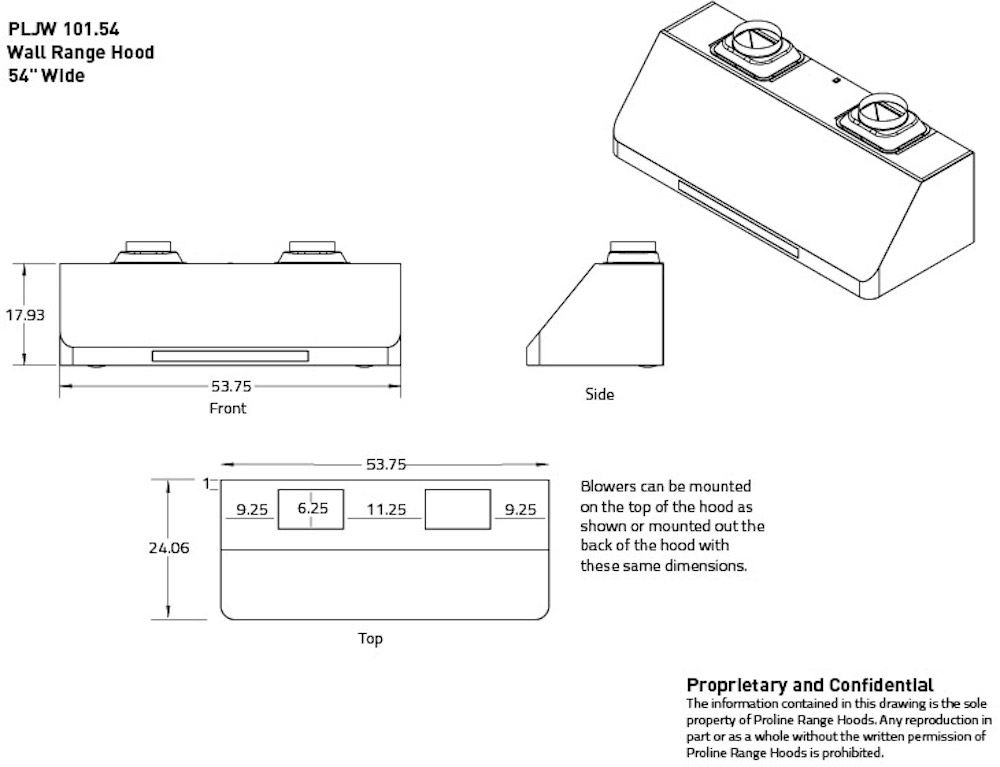 PLJW 101.54
Wall Range Hood
54" Wide
17.93
53.75
Front
Side
53.75
1
9.25
6.25
11.25
9.25
24.06
Top
Blowers can be mounted
on the top of the hood as
shown or mounted out the
back of the hood with
these same dimensions.
Proprietary and Confidential
The information contained in this drawing is the sole
property of Proline Range Hoods. Any reproduction in
part or as a whole without the written permission of
Proline Range Hoods is prohibited.